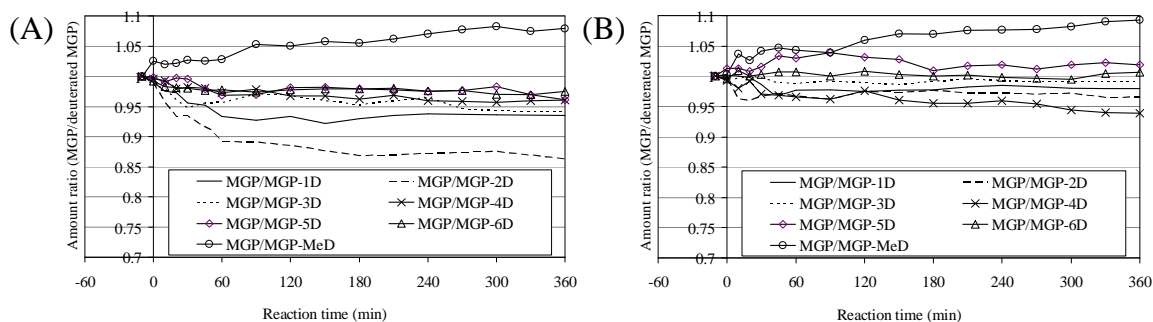 (A)
Amount ratio (MGP/deuterated MGP)
1.1
1.05
1
0.95
0.9
0.85
0.8
0.75
0.7
MGP/MGP-1D MGP/MGP-2D
MGP/MGP-3D MGP/MGP-4D
MGP/MGP-5D MGP/MGP-6D
MGP/MGP-MeD
-60 0 60 120 180 240 300 360
Reaction time (min)
(B)
Amount ratio (MGP/deuterated MGP)
1.1
1.05
1
0.95
0.9
0.85
0.8
0.75
0.7
MGP/MGP-1D MGP/MGP-2D
MGP/MGP-3D MGP/MGP-4D
MGP/MGP-5D MGP/MGP-6D
MGP/MGP-MeD
-60 0 60 120 180 240 300 360
Reaction time (min)